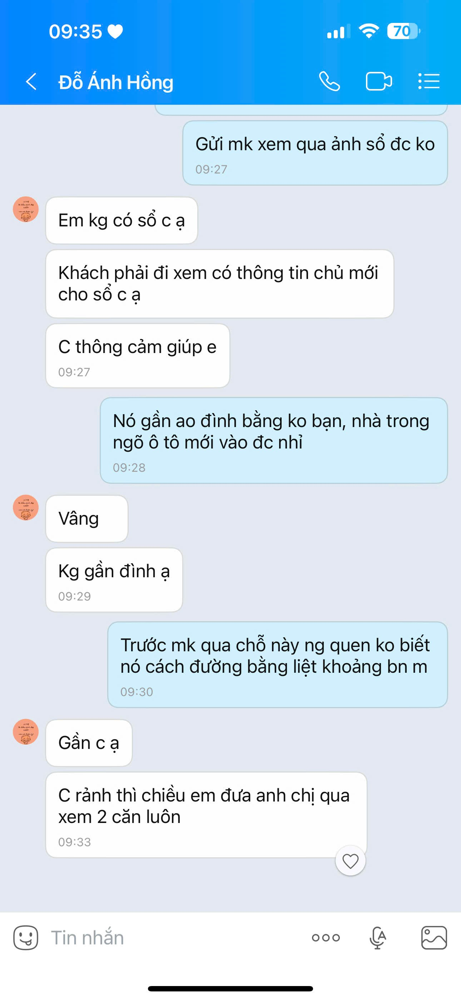 09:35
70
Đỗ Ánh Hồng
Gửi mk xem qua ảnh sổ đc ko
09:27
Em kg có sổ c ạ
Khách phải đi xem có thông tin chủ mới
cho sổ c ạ
C thông cảm giúp e
09:27
Nó gần ao đình bằng ko bạn, nhà trong
ngõ ô tô mới vào đc nhỉ
09:28
Vâng
Kg gần đình ạ
09:29
Trước mk qua chỗ này ng quen ko biết
nó cách đường bằng liệt khoảng bn m
09:30
Gần c ạ
C rảnh thì chiều em đưa anh chị qua
xem 2 căn luôn
09:33
Tin nhắn